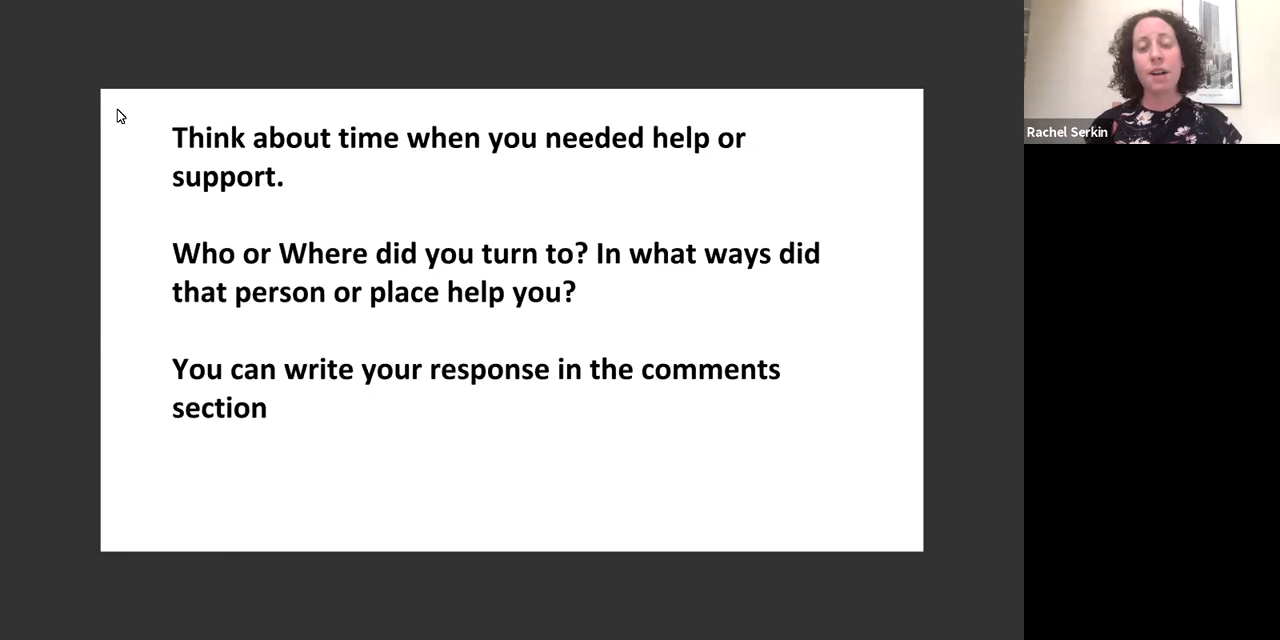 Think about time when you needed help or
support.
Who or Where did you turn to? In what ways did
that person or place help you?
You can write your response in the comments
section
Rachel Serkin